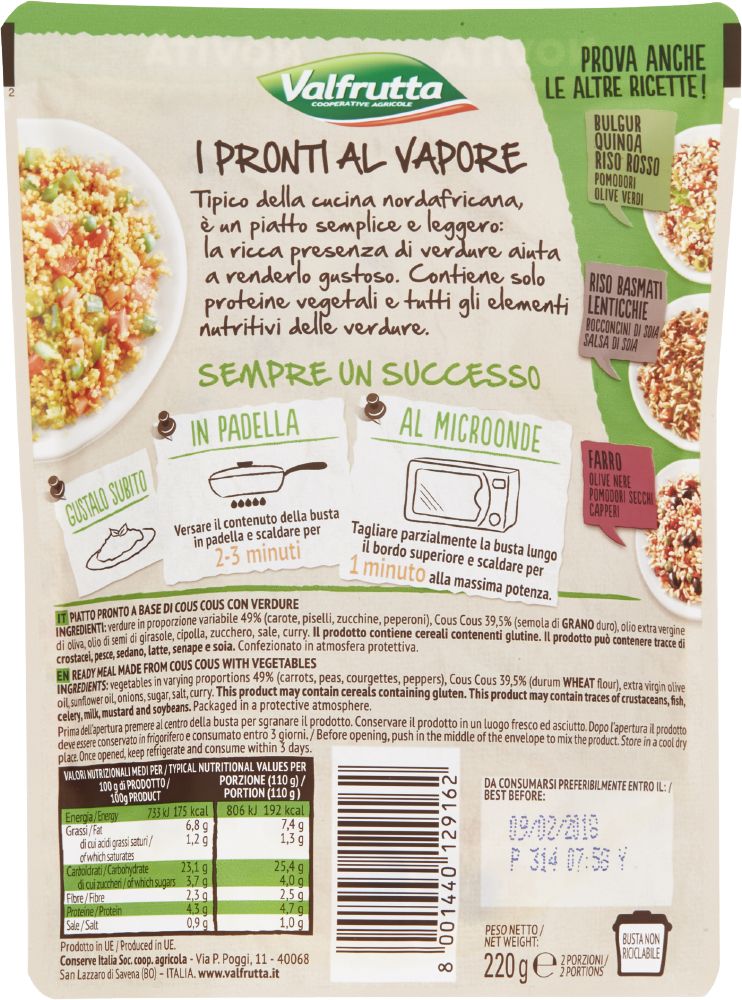 Valfrutta
COOPERATIVE AGRICOLE
PROVA ANCHE
LE ALTRE RICETTE!
BULGUR
QUINOA
RISO ROSSO
POMODORI
OLIVE VERDI
I PRONTI AL VAPORE
Tipico della cucina nordafricana,
è un piatto semplice e leggero:
la ricca presenza di verdure aiuta
a renderlo gustoso. Contiene solo
proteine vegetali e tutti gli elementi
nutritivi delle verdure.
RISO BASMATI
LENTICCHIE
BOCCONCINI DI SOIA
SALSA DI SOIA
SEMPRE UN SUCCESSO
GUSTALO SUBITO
IN PADELLA
Versare il contenuto della busta
in padella e scaldare per
2-3 minuti
AL MICROONDE
Tagliare parzialmente la busta lungo
il bordo superiore e scaldare per
1 minuto alla massima potenza.
FARRO
OLIVE NERE
POMODORI SECCHI
CAPPERI
IT PIATTO PRONTO A BASE DI COUS COUS CON VERDURE
INGREDIENTI: verdure in proporzione variabile 49% (carote, piselli, zucchine, peperoni), Cous Cous 39,5% (semola di GRANO duro), olio extra vergine
di oliva, olio di semi di girasole, cipolla, zucchero, sale, curry. Il prodotto contiene cereali contenenti glutine. Il prodotto può contenere tracce di
crostacei, pesce, sedano, latte, senape e soia. Confezionato in atmosfera protettiva.
EN READY MEAL MADE FROM COUS COUS WITH VEGETABLES
INGREDIENTS: vegetables in varying proportions 49% (carrots, peas, courgettes, peppers), Cous Cous 39,5% (durum WHEAT flour), extra virgin olive
oil, sunflower oil, onions, sugar, salt, curry. This product may contain cereals containing gluten. This product may contain traces of crustaceans, fish,
celery, milk, mustard and soybeans. Packaged in a protective atmosphere.
Prima dell'apertura premere al centro della busta per sgranare il prodotto. Conservare il prodotto in un luogo fresco ed asciutto. Dopo l'apertura il prodotto
deve essere conservato in frigorifero e consumato entro 3 giorni. / Before opening, push in the middle of the envelope to mix the product. Store in a cool dry
place. Once opened, keep refrigerate and consume within 3 days.
VALORI NUTRIZIONALI MEDI PER / TYPICAL NUTRITIONAL VALUES PER
100 g di PRODOTTO / 100g PRODUCT PORZIONE (110 g) / PORTION (110 g)
Energia / Energy 733 kJ 175 kcal 806 kJ 192 kcal
Grassi / Fat 6,8 g 7,4 g
di cui acidi grassi saturi / of which saturates 1,2 g 1,3 g
Carboidrati / Carbohydrate 23,1 g 25,4 g
di cui zuccheri / of which sugars 3,7 g 4,0 g
Fibre / Fibre 2,3 g 2,5 g
Proteine / Protein 4,3 g 4,7 g
Sale / Salt 0,9 g 1,0 g
Prodotto in UE / Produced in UE.
Conserve Italia Soc. coop. agricola - Via P. Poggi, 11 - 40068
San Lazzaro di Savena (BO) - ITALIA. www.valfrutta.it
8 001440 129162
DA CONSUMARSI PREFERIBILMENTE ENTRO IL: /
BEST BEFORE:
09/02/2018
P 314 07:56 Y
PESO NETTO /
NET WEIGHT:
220 g e 2 PORZIONI /
2 PORTIONS
BUSTA NON
RICICLABILE